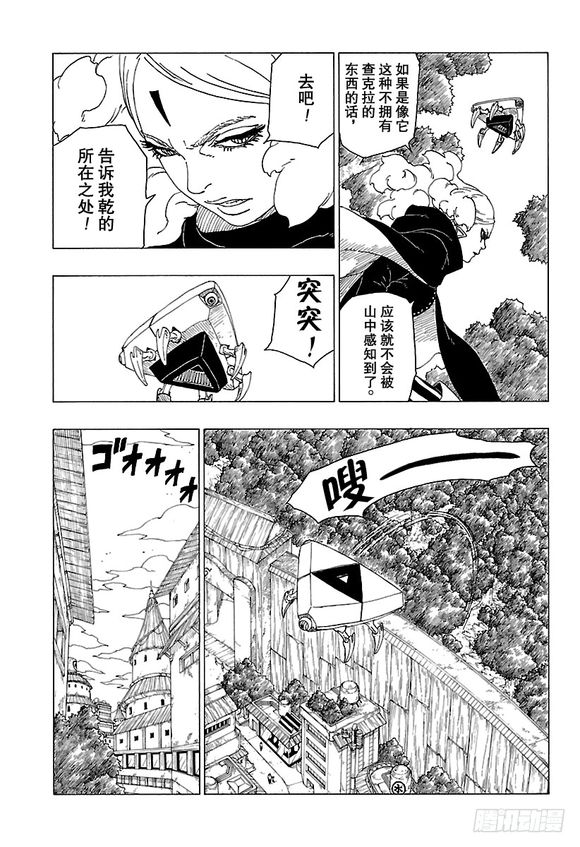 如果是像它
这种不拥有
查克拉的
东西的话，
应该就不会被
山中感知到了。
去吧！
告诉我乾的
所在之处！
突突！
嗖
ゴオオオオ
腾讯动漫